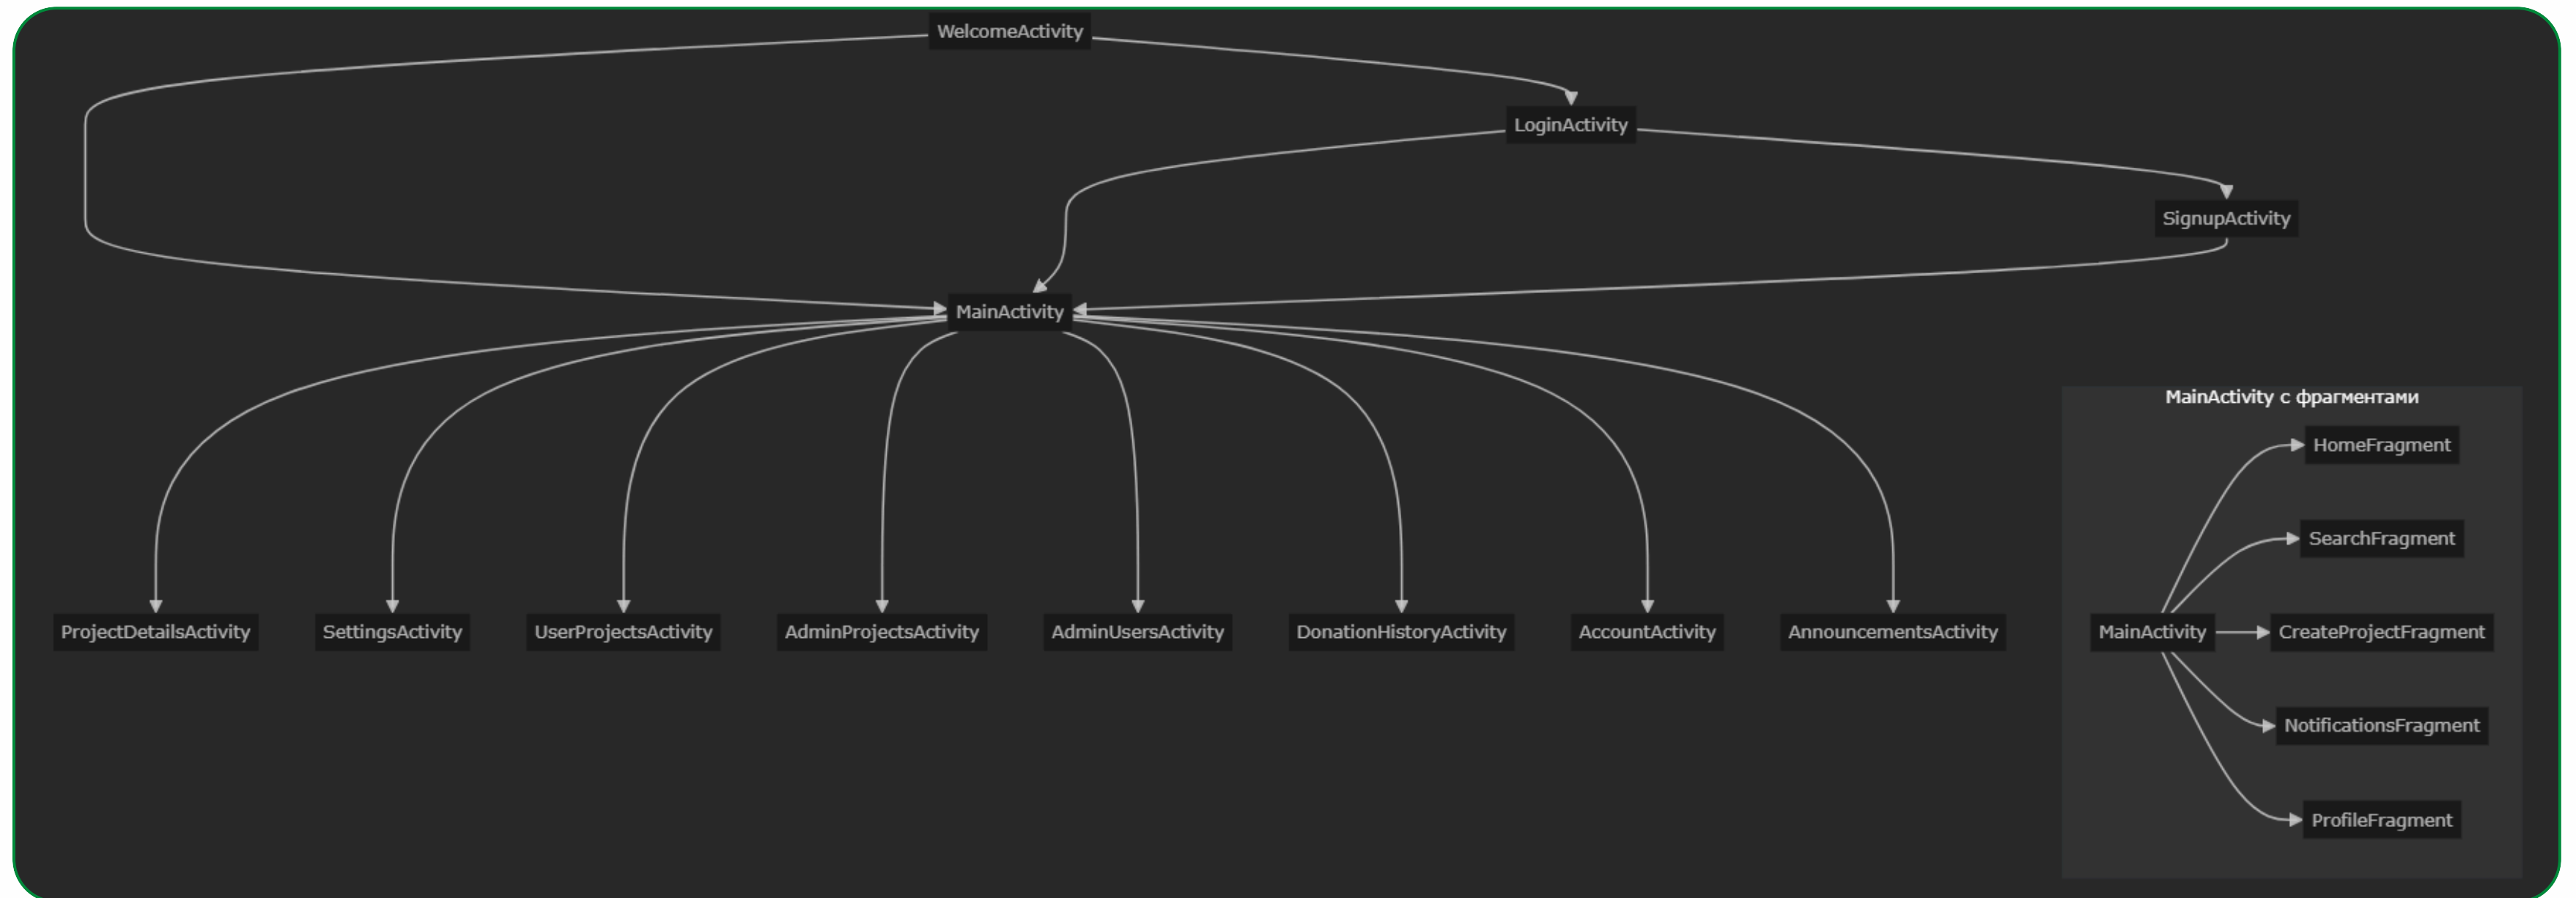 WelcomeActivity
LoginActivity
SignupActivity
MainActivity
ProjectDetailsActivity
SettingsActivity
UserProjectsActivity
AdminProjectsActivity
AdminUsersActivity
DonationHistoryActivity
AccountActivity
AnnouncementsActivity
MainActivity с фрагментами
MainActivity
HomeFragment
SearchFragment
CreateProjectFragment
NotificationsFragment
ProfileFragment